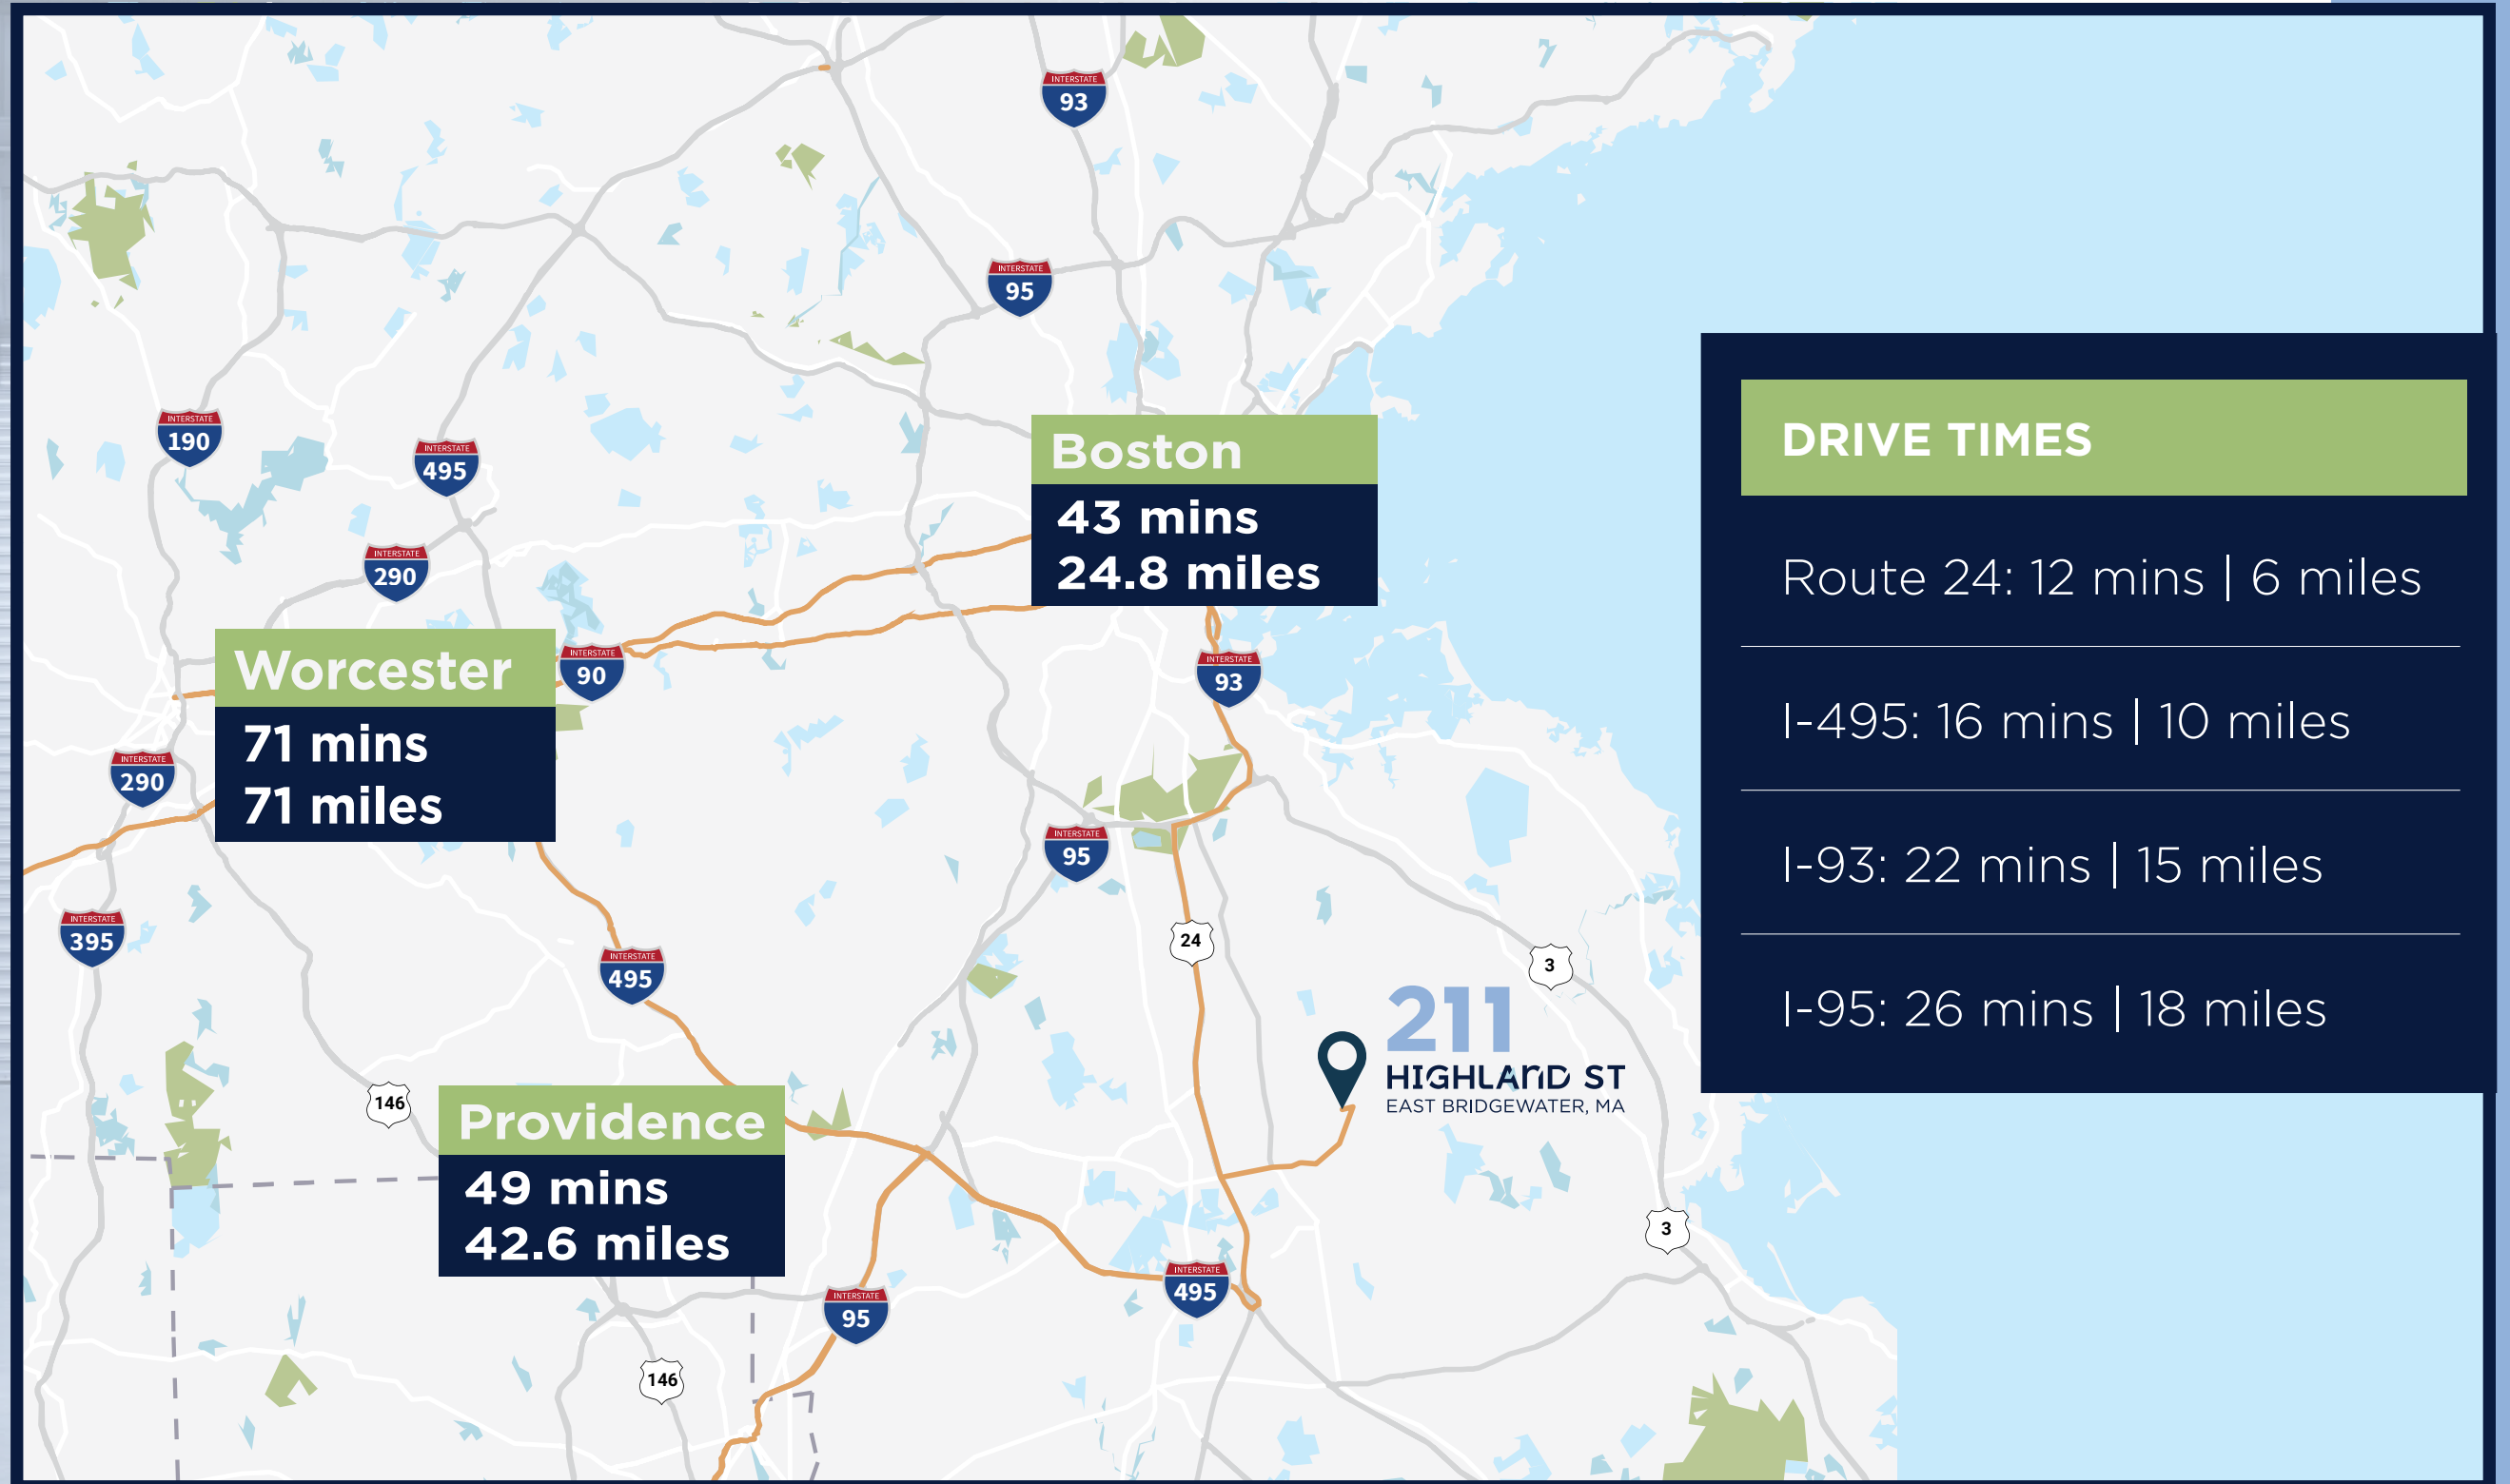 INTERSTATE
93
INTERSTATE
95
INTERSTATE
190
INTERSTATE
495
INTERSTATE
290
Boston
43 mins
24.8 miles
Worcester
71 mins
71 miles
INTERSTATE
90
INTERSTATE
93
INTERSTATE
290
INTERSTATE
95
INTERSTATE
395
INTERSTATE
495
24
3
211
HIGHLAND ST
EAST BRIDGEWATER, MA
146
Providence
49 mins
42.6 miles
3
INTERSTATE
495
INTERSTATE
95
146
DRIVE TIMES
Route 24: 12 mins | 6 miles
I-495: 16 mins | 10 miles
I-93: 22 mins | 15 miles
I-95: 26 mins | 18 miles